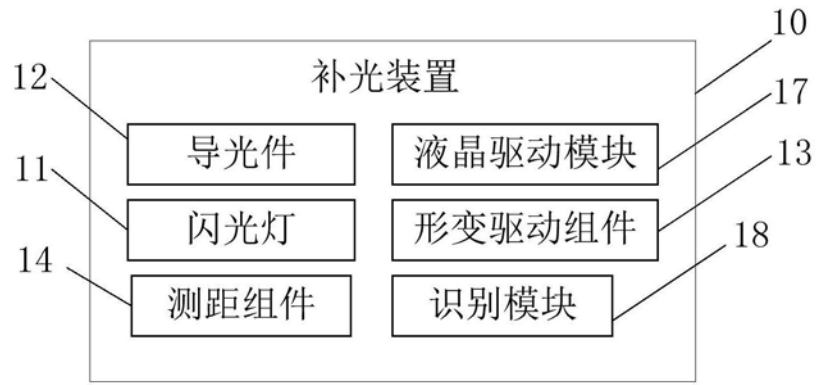 10
补光装置
12
导光件
液晶驱动模块
17
11
闪光灯
形变驱动组件
13
14
测距组件
识别模块
18